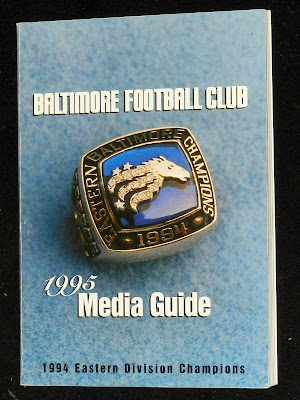 BALTIMORE FOOTBALL CLUB
EASTERN BALTIMORE CHAMPIONS
1994
1995
Media Guide
1994 Eastern Division Champions